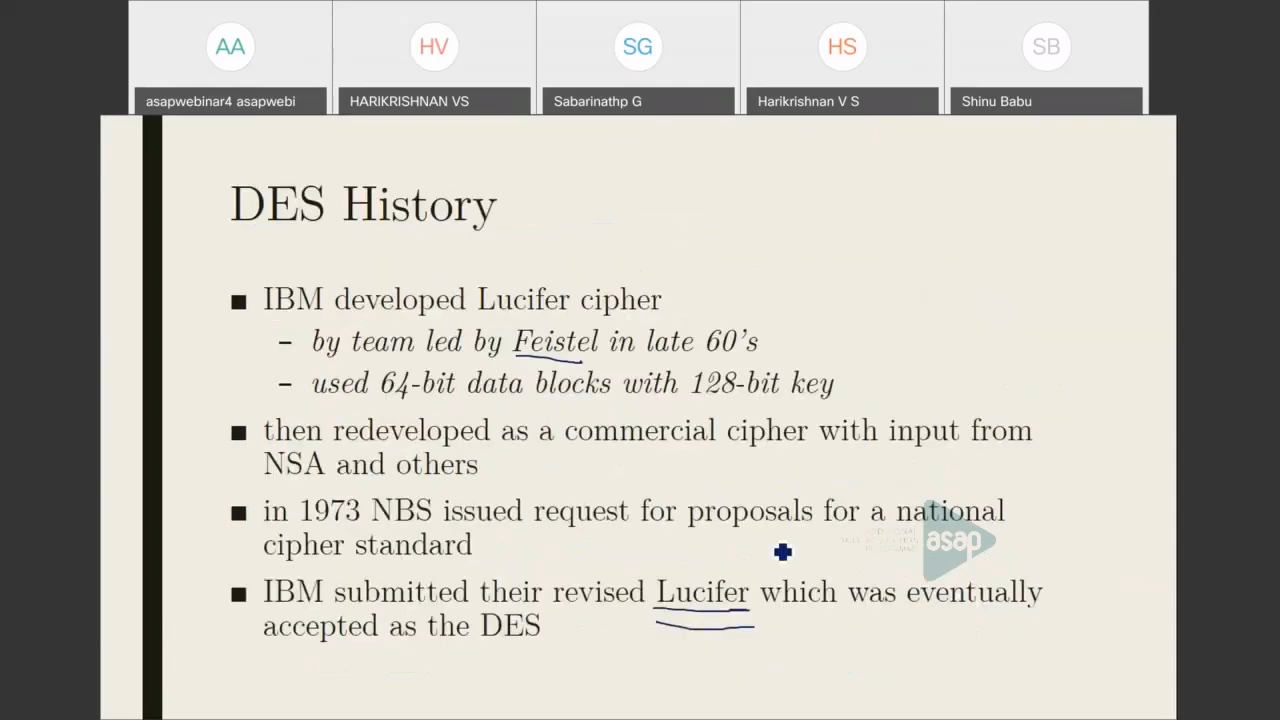 AA
HV
SG
HS
SB
asapwebinar4 asapwebi
HARIKRISHNAN VS
Sabarinathp G
Harikrishnan V S
Shinu Babu
DES History
■ IBM developed Lucifer cipher
– by team led by Feistel in late 60's
– used 64-bit data blocks with 128-bit key
■ then redeveloped as a commercial cipher with input from
NSA and others
■ in 1973 NBS issued request for proposals for a national
cipher standard
asap
■ IBM submitted their revised Lucifer which was eventually
accepted as the DES